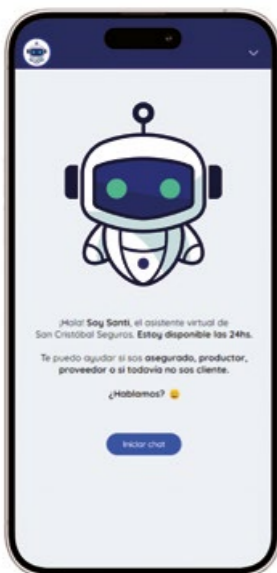 ¡Hola! Soy Santi, el asistente virtual de
San Cristóbal Seguros. Estoy disponible las 24hs.
Te puedo ayudar si sos asegurado, productor,
proveedor o si todavía no sos cliente.
¿Hablamos? 😀
Iniciar chat